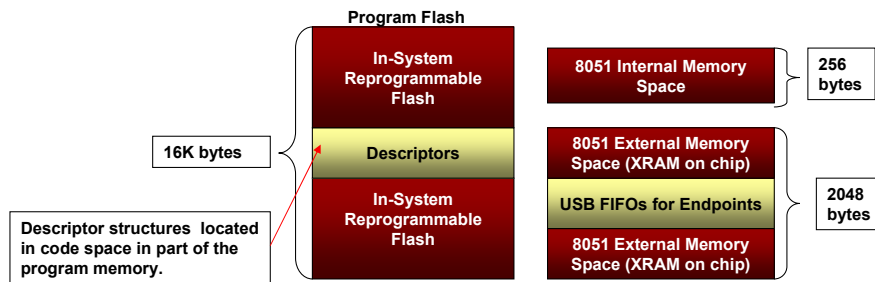 Program Flash
In-System
Reprogrammable
Flash
16K bytes
Descriptors
In-System
Reprogrammable
Flash
Descriptor structures located
in code space in part of the
program memory.
8051 Internal Memory
Space
256
bytes
8051 External Memory
Space (XRAM on chip)
USB FIFOs for Endpoints
2048
bytes
8051 External Memory
Space (XRAM on chip)